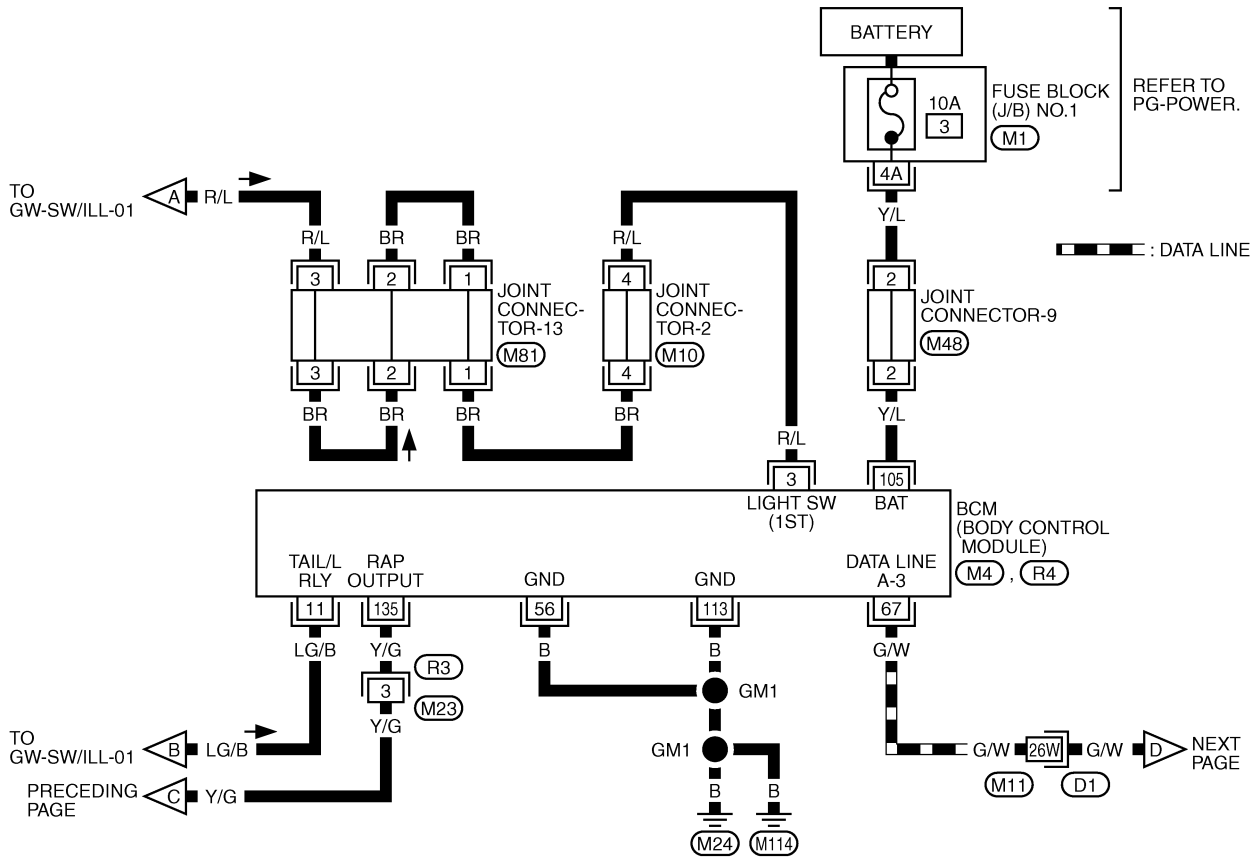 BATTERY
10A
3
FUSE BLOCK
(J/B) NO.1
M1
REFER TO
PG-POWER.
4A
TO
GW-SW/ILL-01
A
R/L
Y/L
: DATA LINE
R/L
BR
BR
R/L
3
2
1
4
2
JOINT
CONNEC-
TOR-13
M81
JOINT
CONNEC-
TOR-2
M10
JOINT
CONNECTOR-9
M48
3
2
1
4
2
BR
BR
BR
BR
Y/L
R/L
3
105
LIGHT SW
(1ST)
BAT
BCM
(BODY CONTROL
MODULE)
M4 , R4
TAIL/L
RLY
RAP
OUTPUT
GND
GND
DATA LINE
A-3
11
135
56
113
67
LG/B
Y/G
B
B
G/W
R3
3
M23
Y/G
GM1
GM1
TO
GW-SW/ILL-01
B
LG/B
PRECEDING
PAGE
C
Y/G
G/W
26W
G/W
D
NEXT
PAGE
M11
D1
B
B
M24
M114